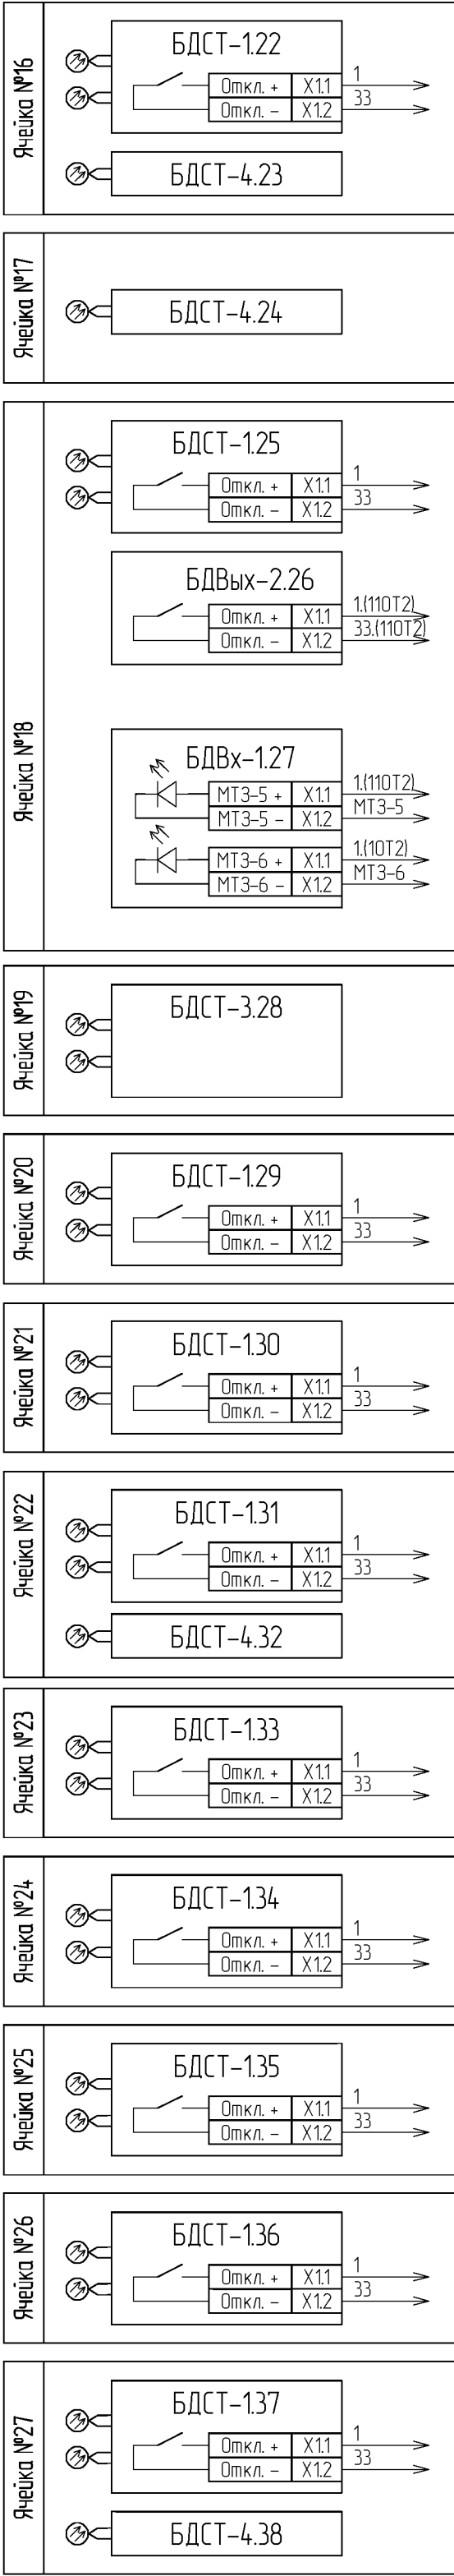 Ячейка №16
БДСТ-1.22
Откл. + X1.1 1
Откл. - X1.2 33
БДСТ-4.23
Ячейка №17
БДСТ-4.24
Ячейка №18
БДСТ-1.25
Откл. + X1.1 1
Откл. - X1.2 33
БДВых-2.26
Откл. + X1.1 1.(110Т2)
Откл. - X1.2 33.(110Т2)
БДВх-1.27
МТЗ-5 + X1.1 1.(110Т2)
МТЗ-5 - X1.2 МТЗ-5
МТЗ-6 + X1.1 1.(10Т2)
МТЗ-6 - X1.2 МТЗ-6
Ячейка №19
БДСТ-3.28
Ячейка №20
БДСТ-1.29
Откл. + X1.1 1
Откл. - X1.2 33
Ячейка №21
БДСТ-1.30
Откл. + X1.1 1
Откл. - X1.2 33
Ячейка №22
БДСТ-1.31
Откл. + X1.1 1
Откл. - X1.2 33
БДСТ-4.32
Ячейка №23
БДСТ-1.33
Откл. + X1.1 1
Откл. - X1.2 33
Ячейка №24
БДСТ-1.34
Откл. + X1.1 1
Откл. - X1.2 33
Ячейка №25
БДСТ-1.35
Откл. + X1.1 1
Откл. - X1.2 33
Ячейка №26
БДСТ-1.36
Откл. + X1.1 1
Откл. - X1.2 33
Ячейка №27
БДСТ-1.37
Откл. + X1.1 1
Откл. - X1.2 33
БДСТ-4.38